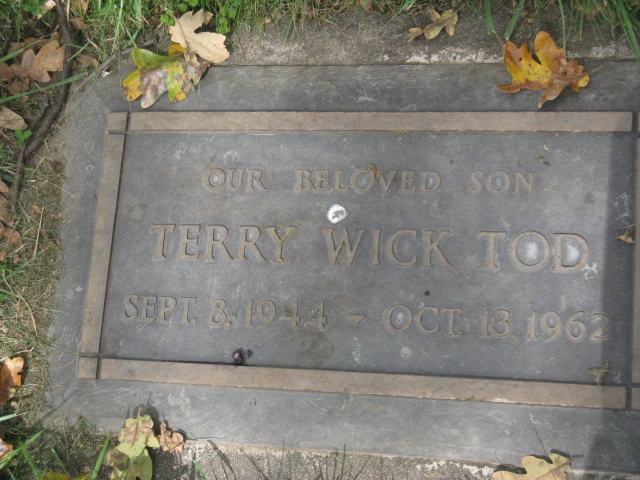 OUR BELOVED SON
TERRY WICK TOD
SEPT. 8, 1944 - OCT. 13, 1962